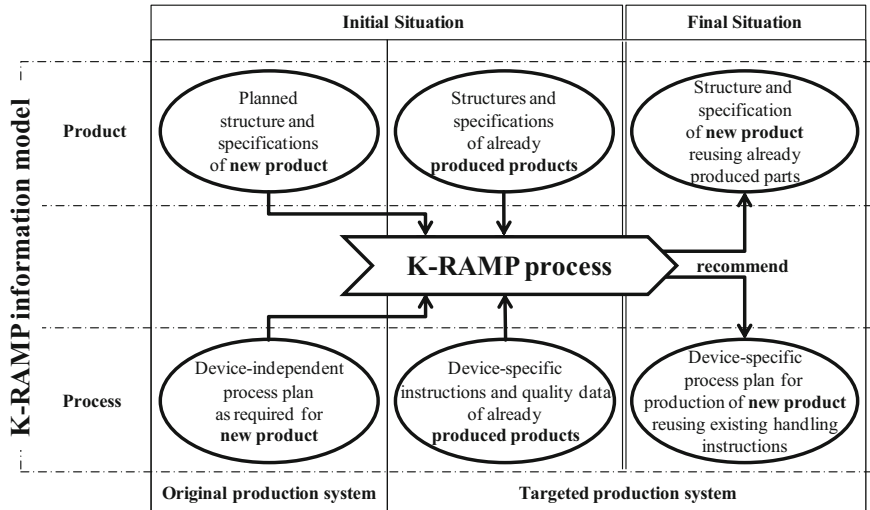 Initial Situation
Final Situation
K-RAMP information model
Product
Planned
structure and
specifications
of new product
Structures and
specifications
of already
produced products
Structure and
specification
of new product
reusing already
produced parts
K-RAMP process
recommend
Process
Device-independent
process plan
as required for
new product
Device-specific
instructions and quality data
of already
produced products
Device-specific
process plan for
production of new product
reusing existing handling
instructions
Original production system
Targeted production system